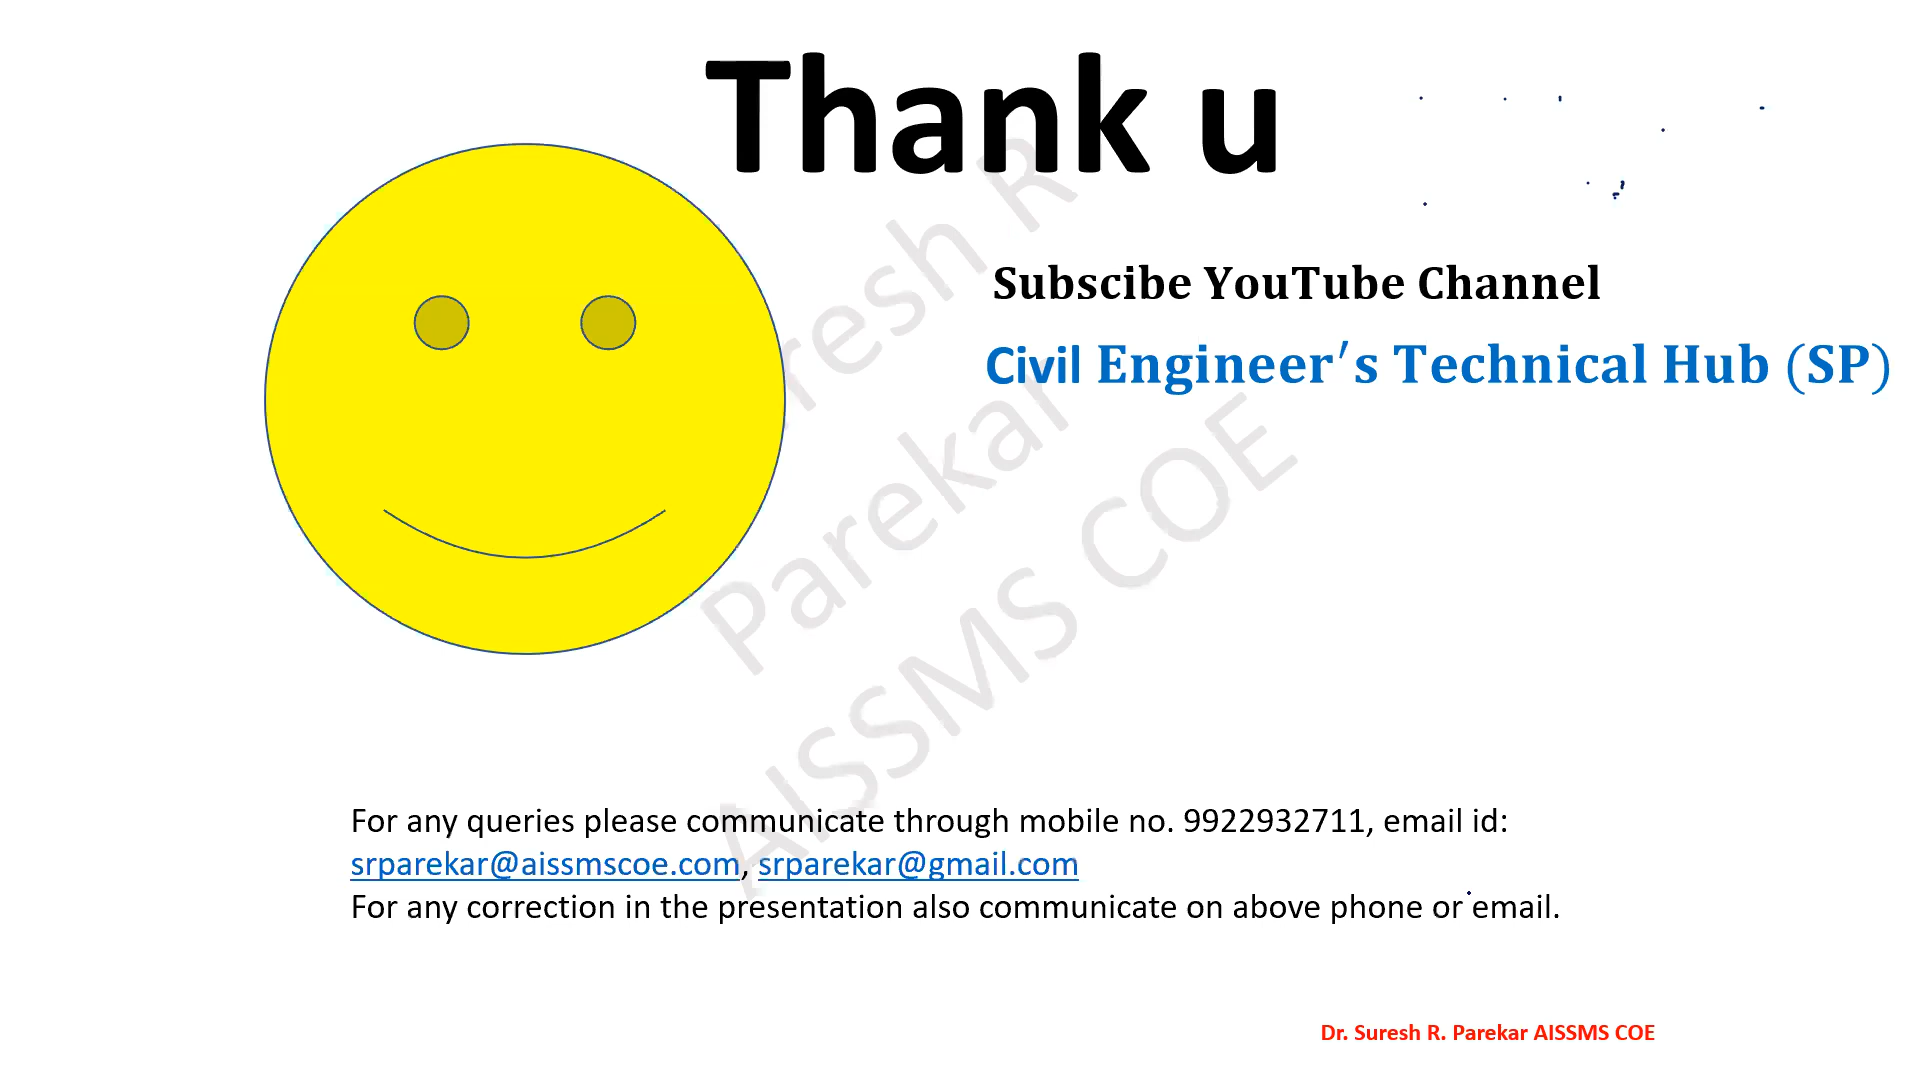 Thank u
Subscibe YouTube Channel
Civil Engineer′s Technical Hub (SP)
resh R
Parekar
AISSMS COE
For any queries please communicate through mobile no. 9922932711, email id:
srparekar@aissmscoe.com, srparekar@gmail.com
For any correction in the presentation also communicate on above phone or email.
Dr. Suresh R. Parekar AISSMS COE